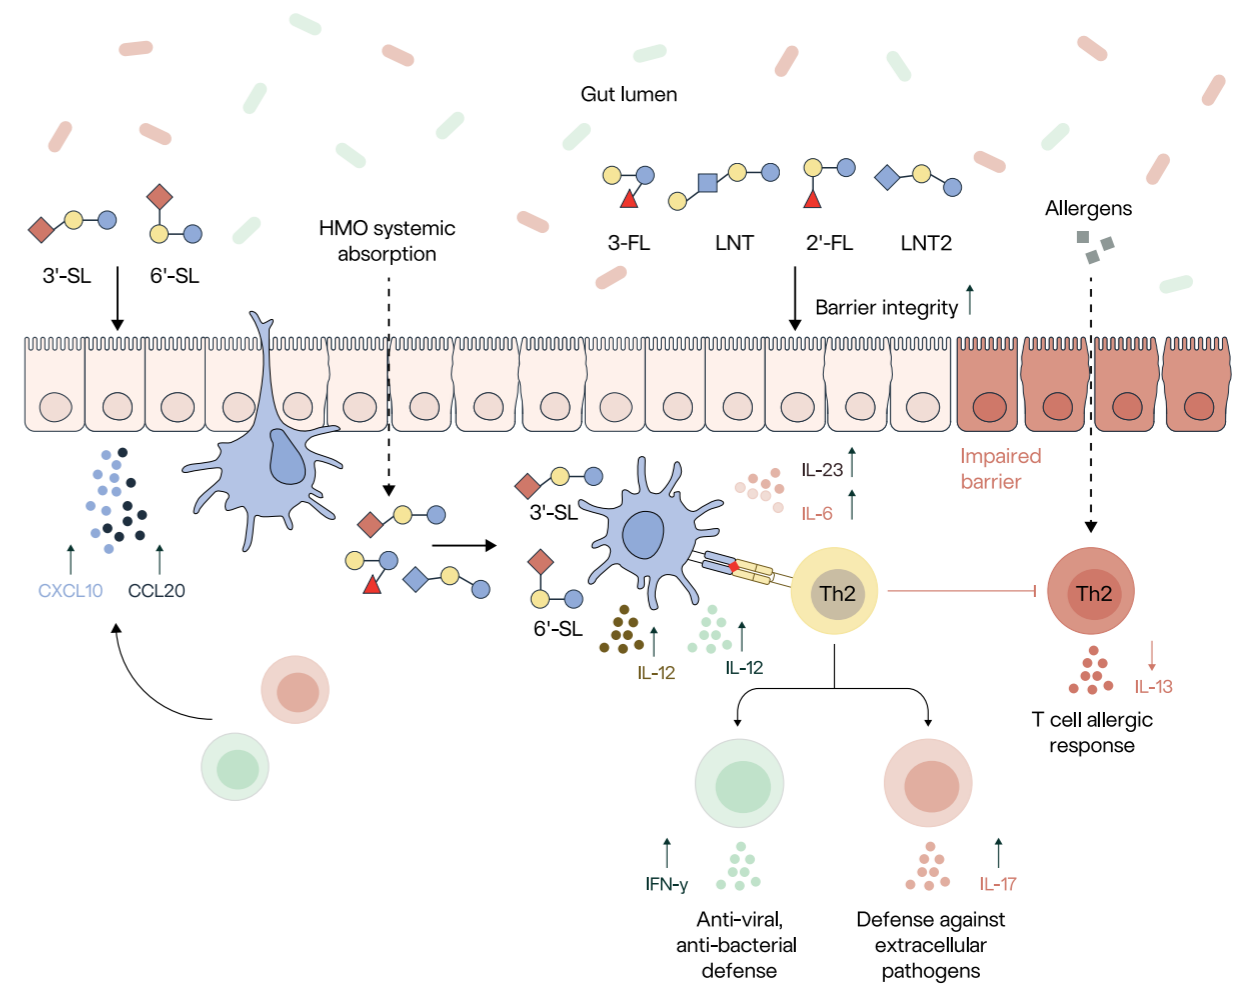 Gut lumen
3'-SL
6'-SL
HMO systemic
absorption
3-FL
LNT
2'-FL
LNT2
Allergens
Barrier integrity
Impaired
barrier
IL-23
IL-6
3'-SL
6'-SL
CXCL10
CCL20
IL-12
IL-12
Th2
Th2
IL-13
T cell allergic
response
IFN-y
IL-17
Anti-viral,
anti-bacterial
defense
Defense against
extracellular
pathogens